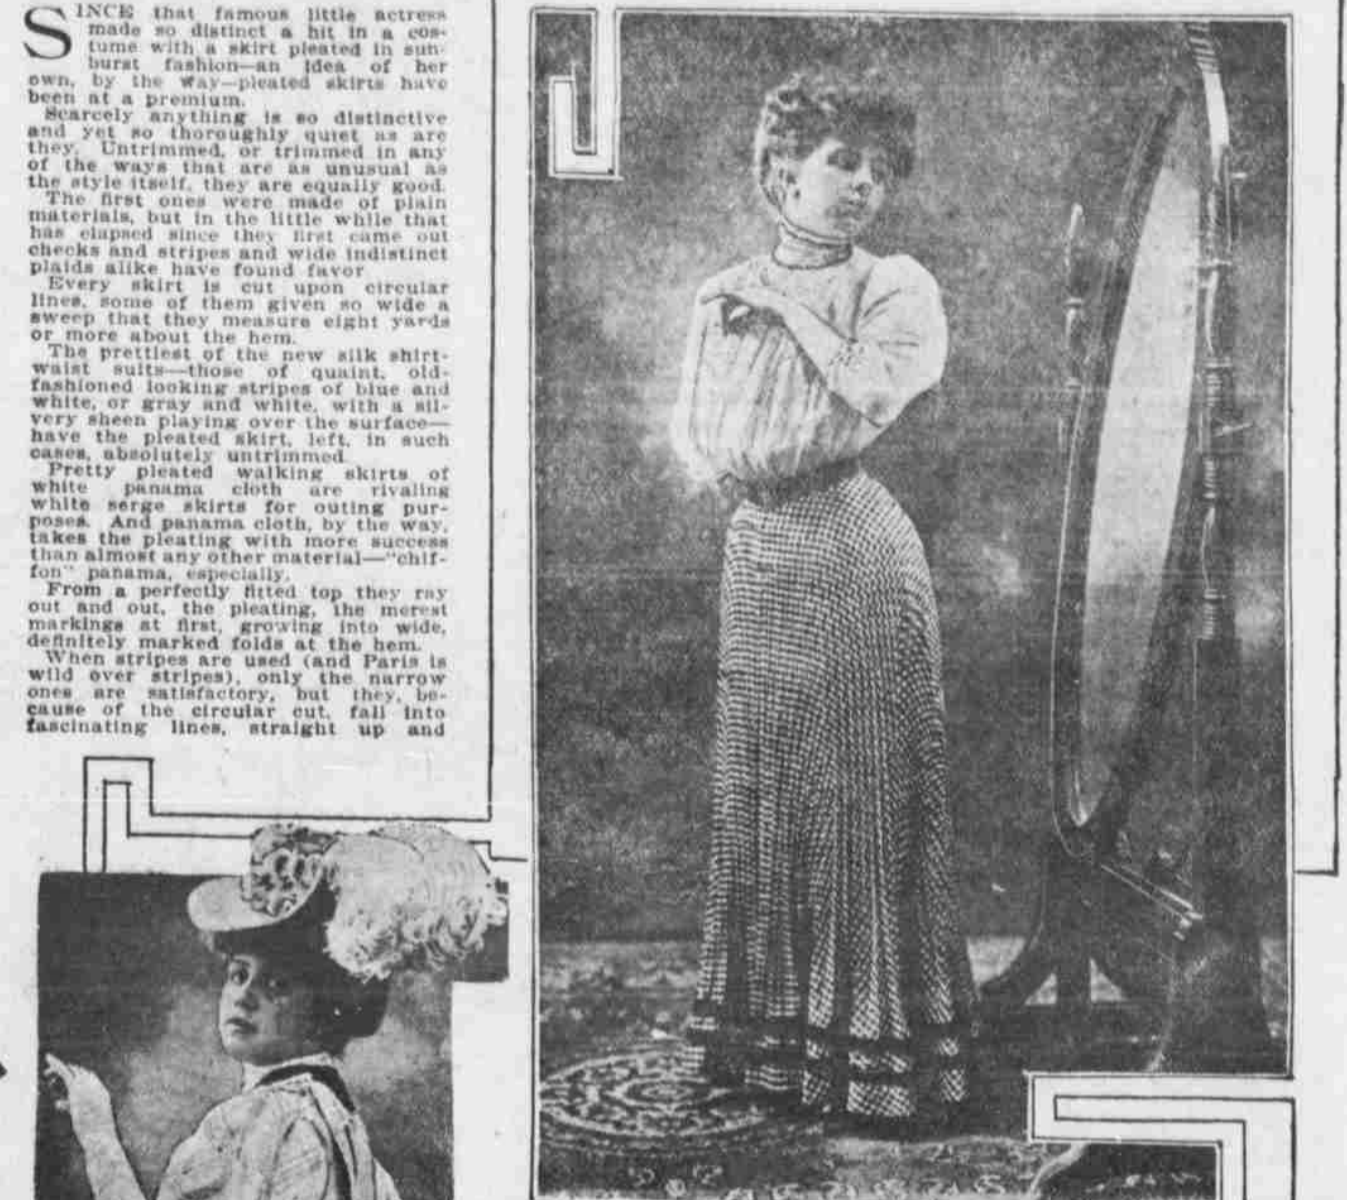 SINCE that famous little actress
made so distinct a hit in a cos-
tume with a skirt pleated in sun-
burst fashion—an idea of her
own, by the way—pleated skirts have
been at a premium.
Scarcely anything is so distinctive
and yet so thoroughly quiet as are
they. Untrimmed, or trimmed in any
of the ways that are as unusual as
the style itself, they are equally good.
The first ones were made of plain
materials, but in the little while that
has elapsed since they first came out
checks and stripes and wide indistinct
plaids alike have found favor
Every skirt is cut upon circular
lines, some of them given so wide a
sweep that they measure eight yards
or more about the hem.
The prettiest of the new silk shirt-
waist suits—those of quaint, old-
fashioned looking stripes of blue and
white, or gray and white, with a sil-
very sheen playing over the surface—
have the pleated skirt, left, in such
cases, absolutely untrimmed.
Pretty pleated walking skirts of
white panama cloth are rivaling
white serge skirts for outing pur-
poses. And panama cloth, by the way,
takes the pleating with more success
than almost any other material—"chif-
fon" panama, especially.
From a perfectly fitted top they ray
out and out, the pleating, the merest
markings at first, growing into wide,
definitely marked folds at the hem.
When stripes are used (and Paris is
wild over stripes), only the narrow
ones are satisfactory, but they, be-
cause of the circular cut, fall into
fascinating lines, straight up and